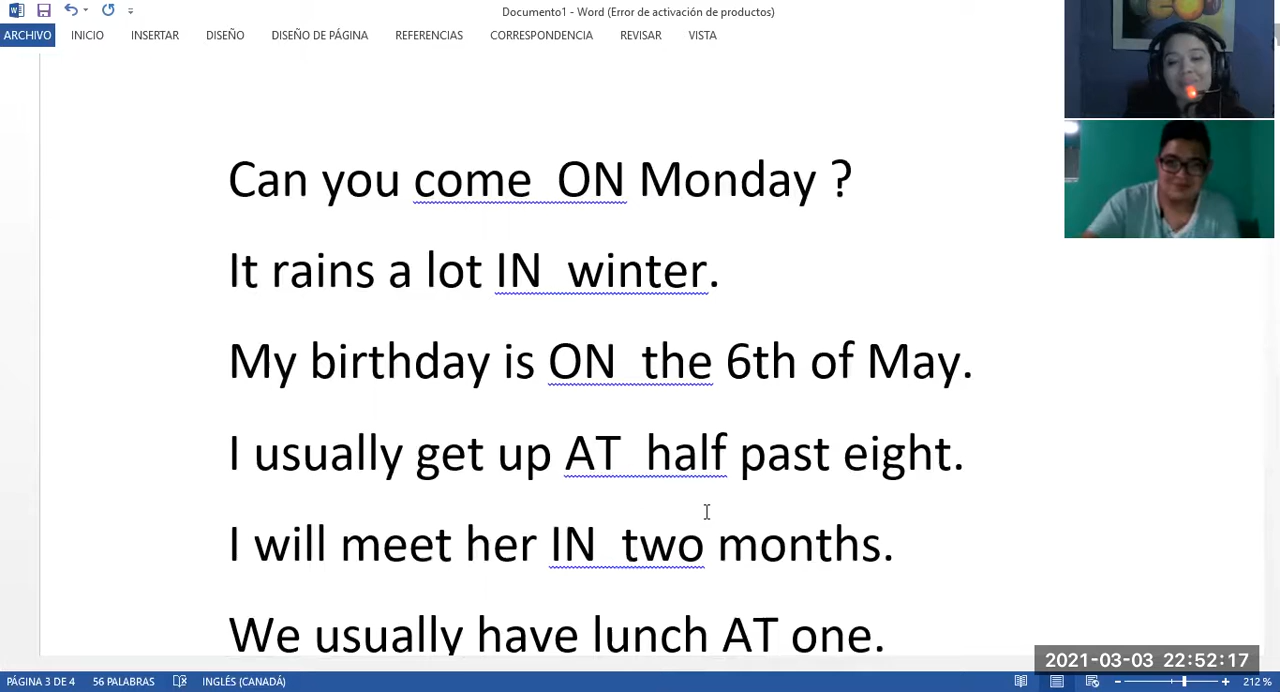 Documento1 - Word (Error de activación de productos)
ARCHIVO INICIO INSERTAR DISEÑO DISEÑO DE PÁGINA REFERENCIAS CORRESPONDENCIA REVISAR VISTA
Can you come ON Monday ?
It rains a lot IN winter.
My birthday is ON the 6th of May.
I usually get up AT half past eight.
I will meet her IN two months.
We usually have lunch AT one.
2021-03-03 22:52:17
PÁGINA 3 DE 4 56 PALABRAS INGLÉS (CANADÁ) 212 %